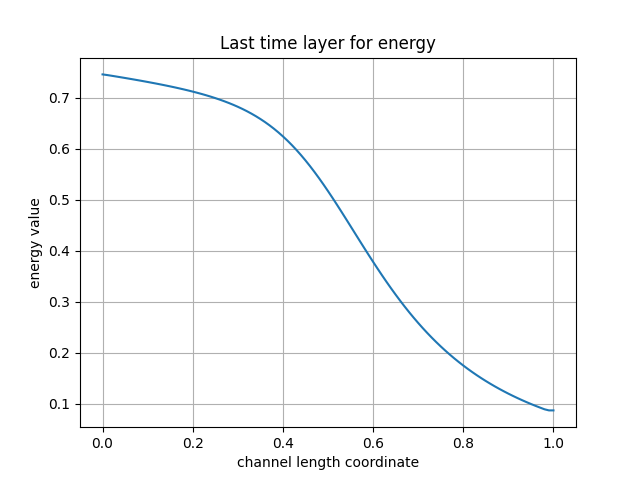 Last time layer for energy
energy value
0.7
0.6
0.5
0.4
0.3
0.2
0.1
0.0 0.2 0.4 0.6 0.8 1.0
channel length coordinate